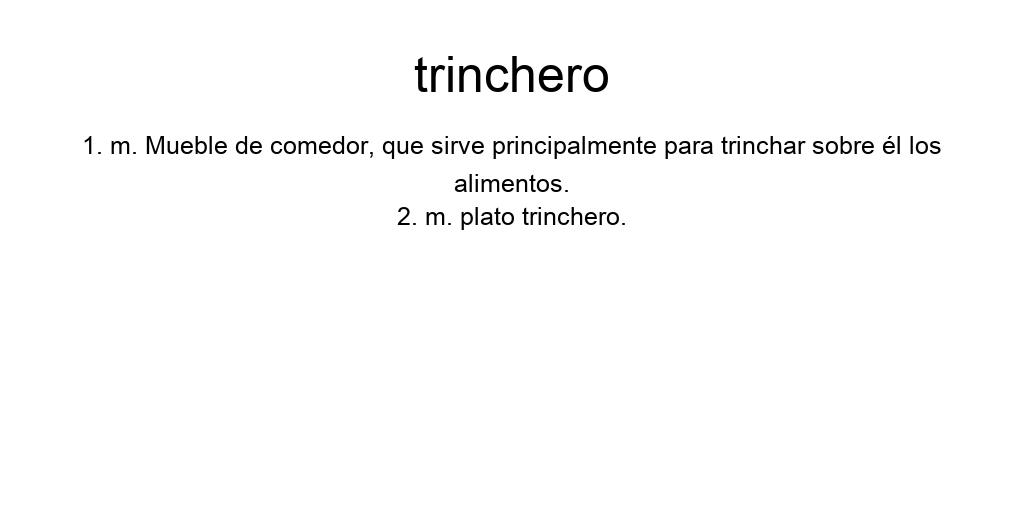 trinchero
1. m. Mueble de comedor, que sirve principalmente para trinchar sobre él los
alimentos.
2. m. plato trinchero.